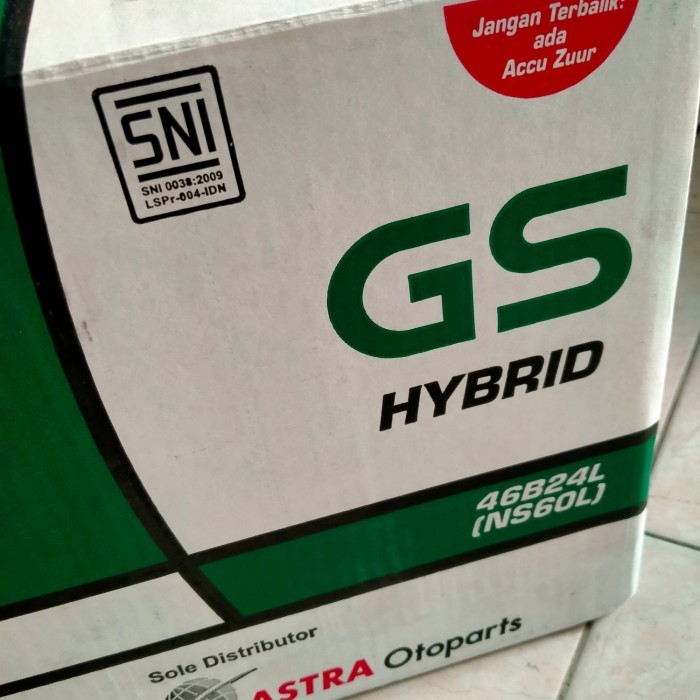 Jangan Terbalik!
ada
Accu Zuur
SNI
SNI 0038:2009
LSPr-004-IDN
GS
HYBRID
46B24L
(NS60L)
Sole Distributor
ASTRA Otoparts